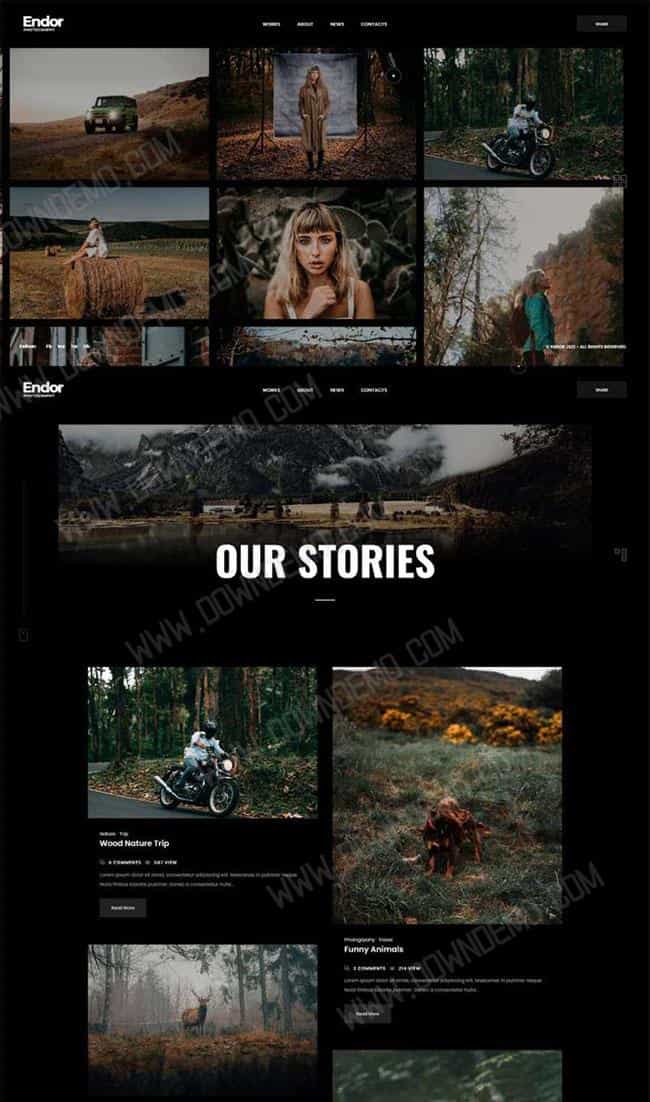 Endor
PHOTOGRAPHY
WORKS ABOUT NEWS CONTACTS
SHARE
WWW.DOWNDEMO.COM
© ENDOR 2021 - ALL RIGHTS RESERVED
Endor
PHOTOGRAPHY
WORKS ABOUT NEWS CONTACTS
SHARE
WWW.DOWNDEMO.COM
OUR STORIES
WWW.DOWNDEMO.COM
Nature Trip
Wood Nature Trip
4 COMMENTS 587 VIEW
Lorem ipsum dolor sit amet, consectetur adipiscing elit. Maecenas in pulvinar neque.
Nulla finibus lobortis pulvinar. Donec a consectetur nulla...
Read More
Photography Travel
Funny Animals
2 COMMENTS 214 VIEW
Lorem ipsum dolor sit amet, consectetur adipiscing elit. Maecenas in pulvinar neque.
Nulla finibus lobortis pulvinar. Donec a consectetur nulla...
Read More
WWW.DOWNDEMO.COM